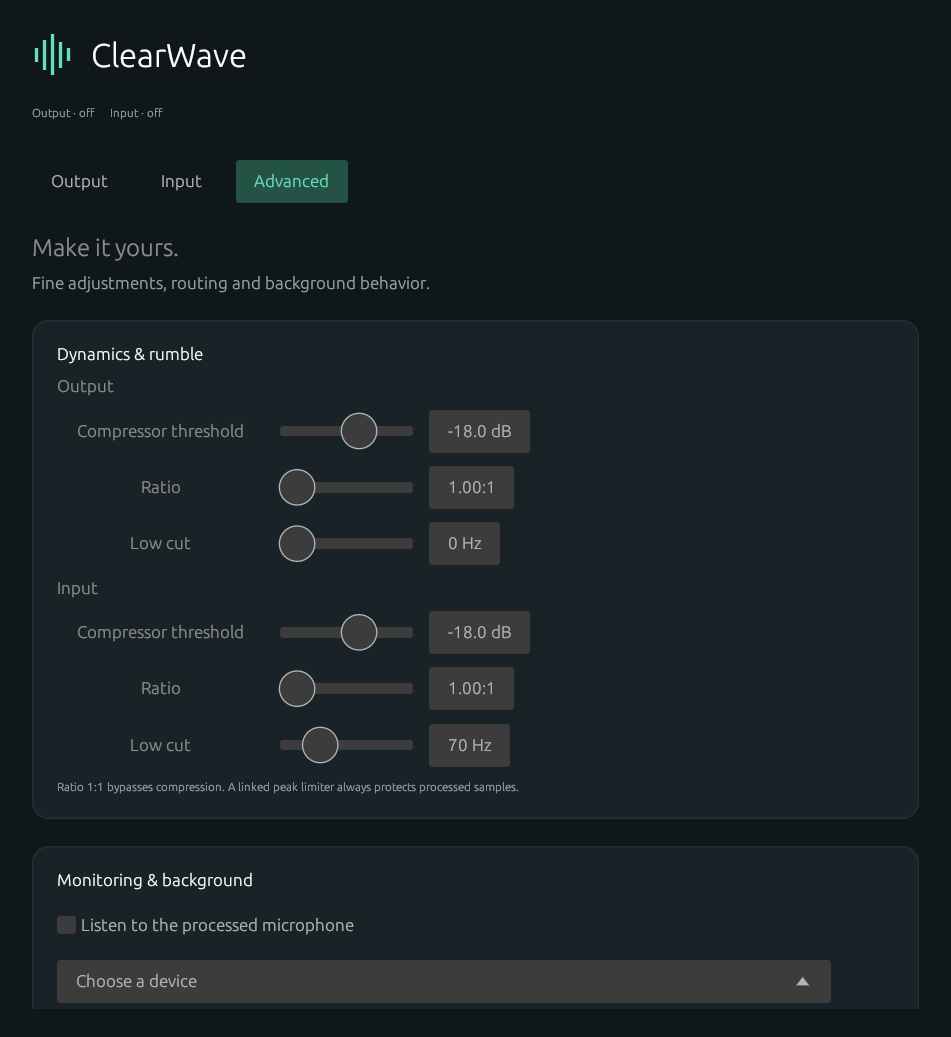 ClearWave
Output · off Input · off
Output Input Advanced
Make it yours.
Fine adjustments, routing and background behavior.
Dynamics & rumble
Output
Compressor threshold -18.0 dB
Ratio 1.00:1
Low cut 0 Hz
Input
Compressor threshold -18.0 dB
Ratio 1.00:1
Low cut 70 Hz
Ratio 1:1 bypasses compression. A linked peak limiter always protects processed samples.
Monitoring & background
Listen to the processed microphone
Choose a device